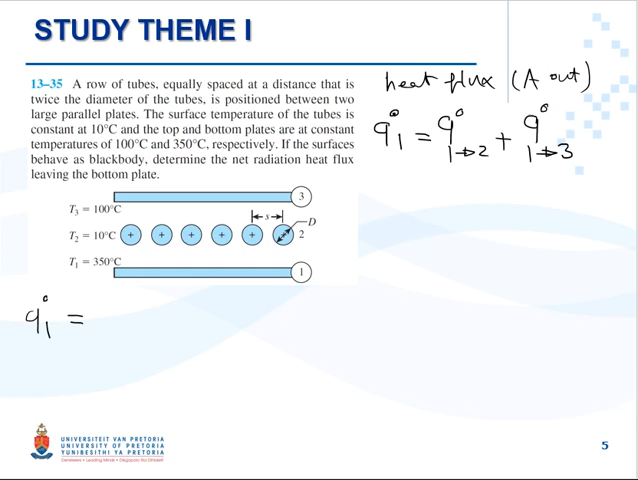 STUDY THEME I
13–35 A row of tubes, equally spaced at a distance that is
twice the diameter of the tubes, is positioned between two
large parallel plates. The surface temperature of the tubes is
constant at 10°C and the top and bottom plates are at constant
temperatures of 100°C and 350°C, respectively. If the surfaces
behave as blackbody, determine the net radiation heat flux
leaving the bottom plate.
heat flux (A out)
q̊₁ = q̊₁→₂ + q̊₁→₃
3
T₃ = 100°C
s
D
T₂ = 10°C + + + + + 2
T₁ = 350°C
1
q̊₁ =
UNIVERSITEIT VAN PRETORIA
UNIVERSITY OF PRETORIA
YUNIBESITHI YA PRETORIA
5